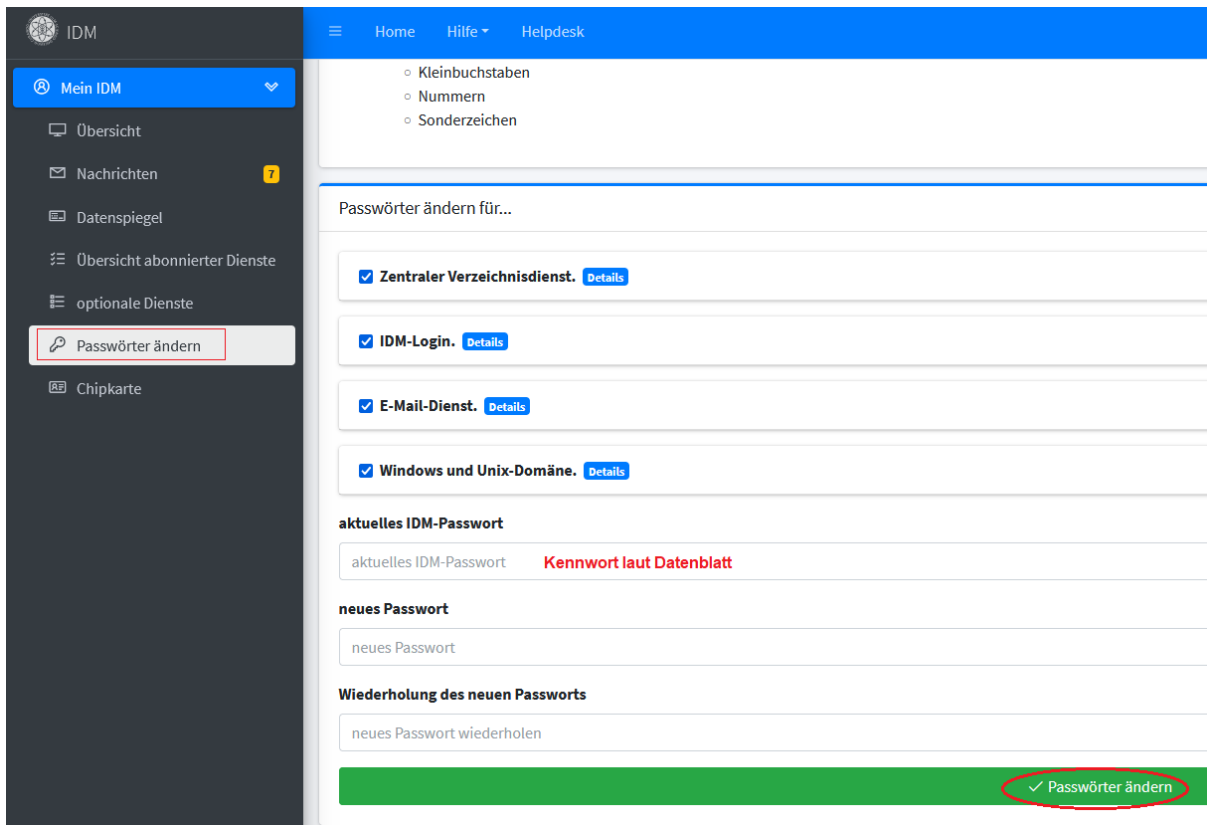 IDM
Home Hilfe Helpdesk
Mein IDM
Übersicht
Nachrichten 7
Datenspiegel
Übersicht abonnierter Dienste
optionale Dienste
Passwörter ändern
Chipkarte
Kleinbuchstaben
Nummern
Sonderzeichen
Passwörter ändern für...
Zentraler Verzeichnisdienst. Details
IDM-Login. Details
E-Mail-Dienst. Details
Windows und Unix-Domäne. Details
aktuelles IDM-Passwort
aktuelles IDM-Passwort Kennwort laut Datenblatt
neues Passwort
neues Passwort
Wiederholung des neuen Passworts
neues Passwort wiederholen
Passwörter ändern